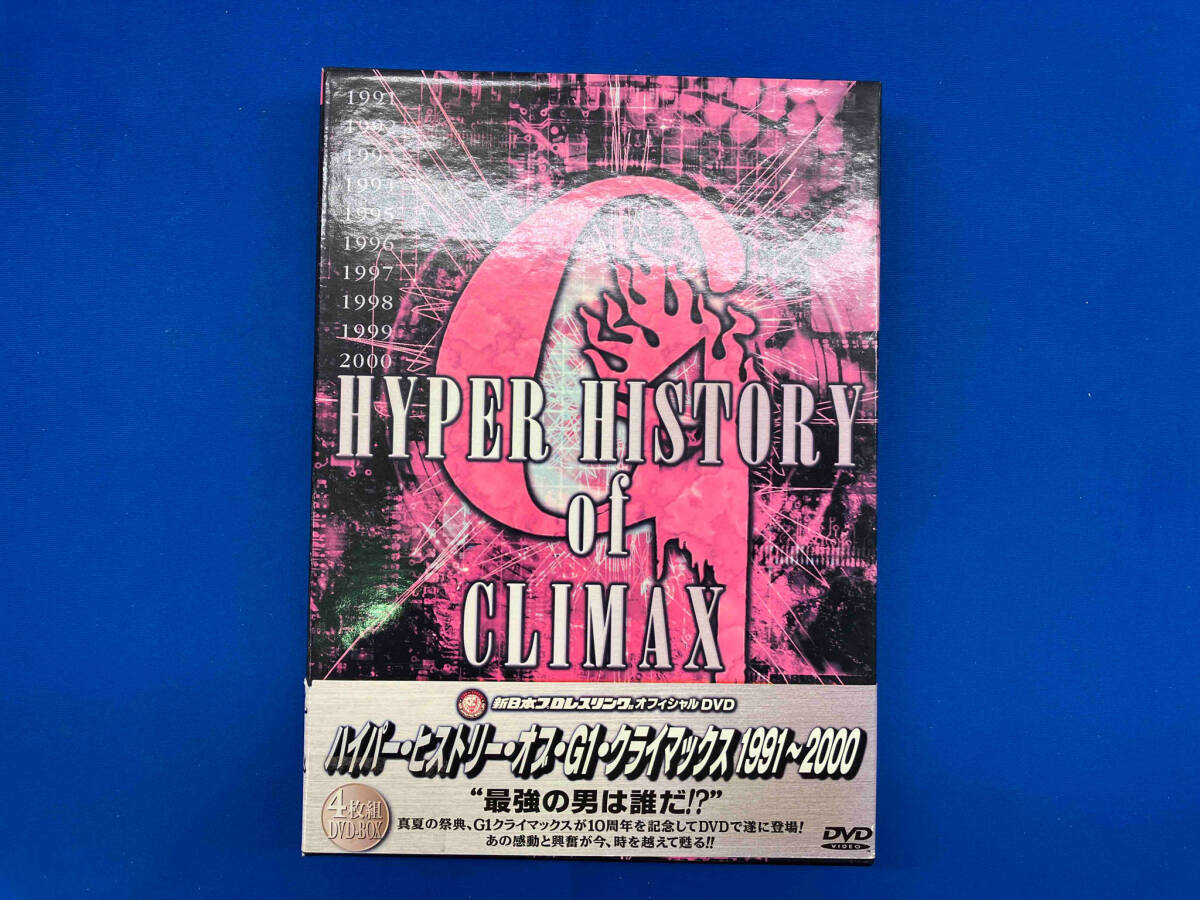 1991
1992
1993
1994
1995
1996
1997
1998
1999
2000
G1
HYPER HISTORY
of
CLIMAX
新日本プロレスリング® オフィシャルDVD
ハイパー・ヒストリー・オブ・G1・クライマックス 1991~2000
“最強の男は誰だ!?”
4枚組
DVD-BOX
真夏の祭典、G1クライマックスが10周年を記念してDVDで遂に登場!
あの感動と興奮が今、時を越えて甦る!!
DVD
VIDEO